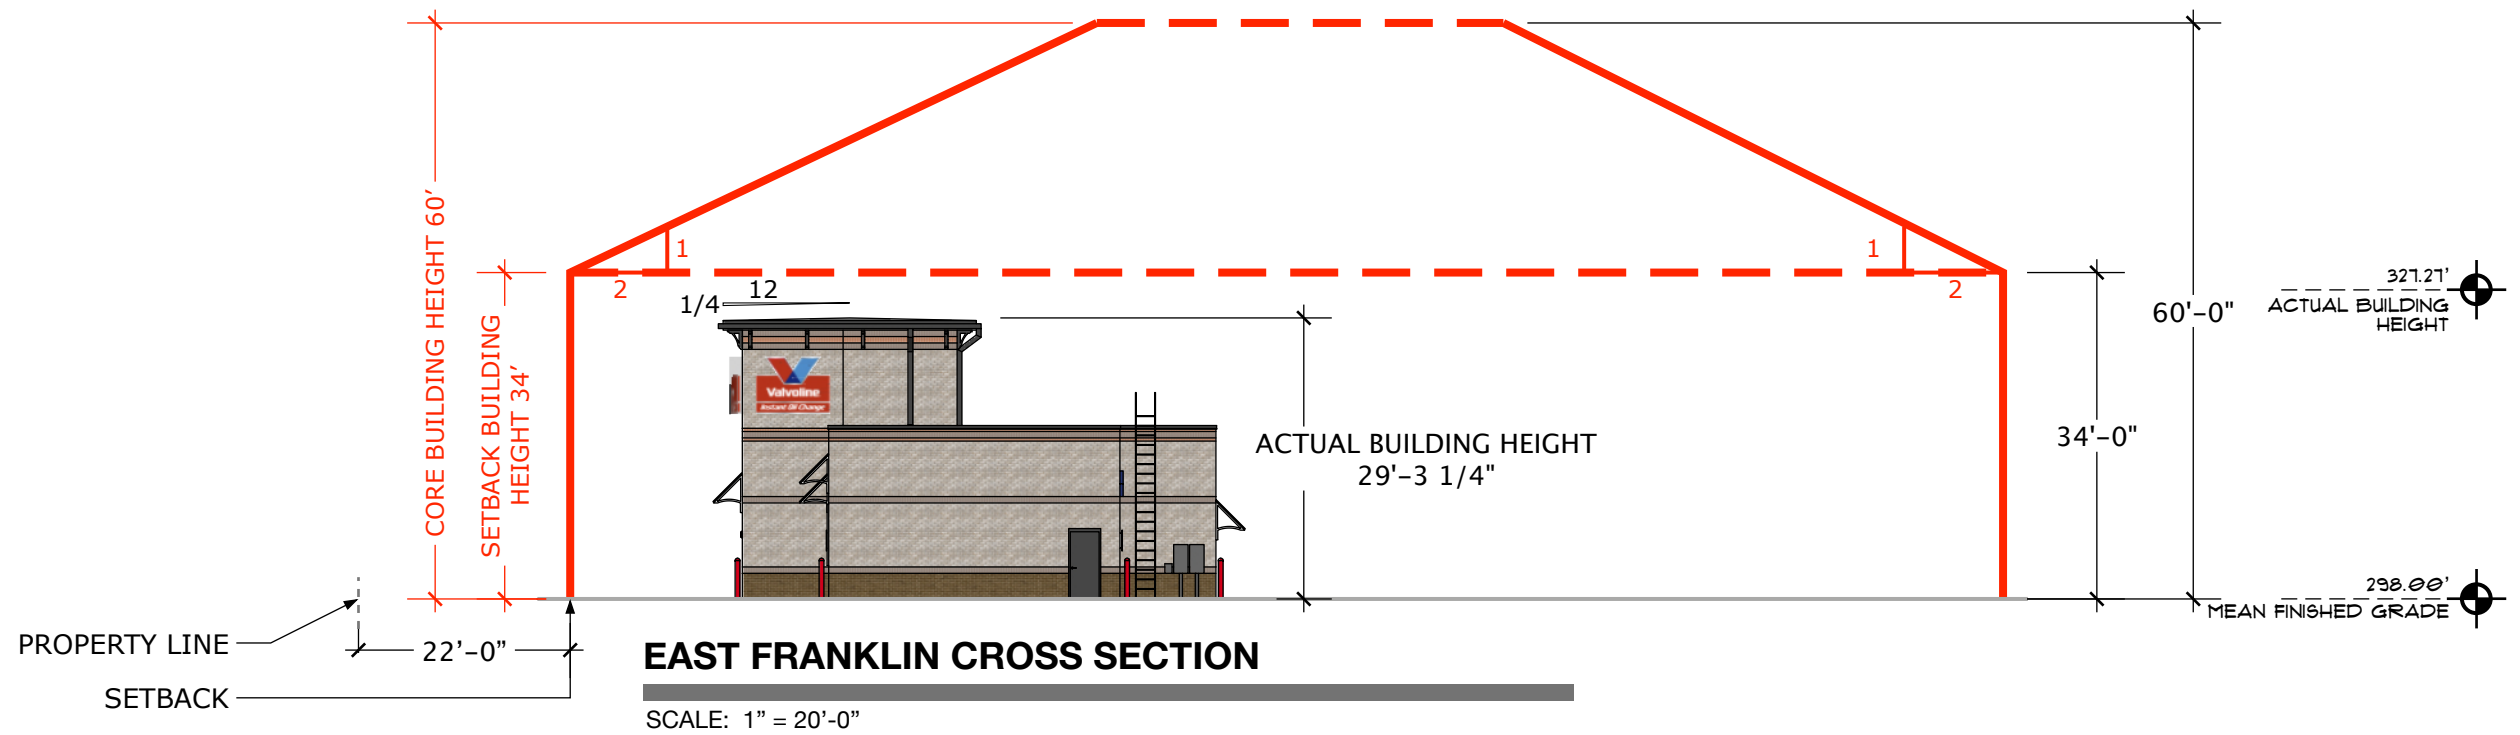 CORE BUILDING HEIGHT 60’
SETBACK BUILDING
HEIGHT 34’
1
2
1
2
12
1/4
Valvoline
Instant Oil Change
ACTUAL BUILDING HEIGHT
29'-3 1/4"
34'-0"
60'-0"
327.27'
ACTUAL BUILDING
HEIGHT
298.00'
MEAN FINISHED GRADE
PROPERTY LINE
22’-0”
SETBACK
EAST FRANKLIN CROSS SECTION
SCALE: 1” = 20’-0”